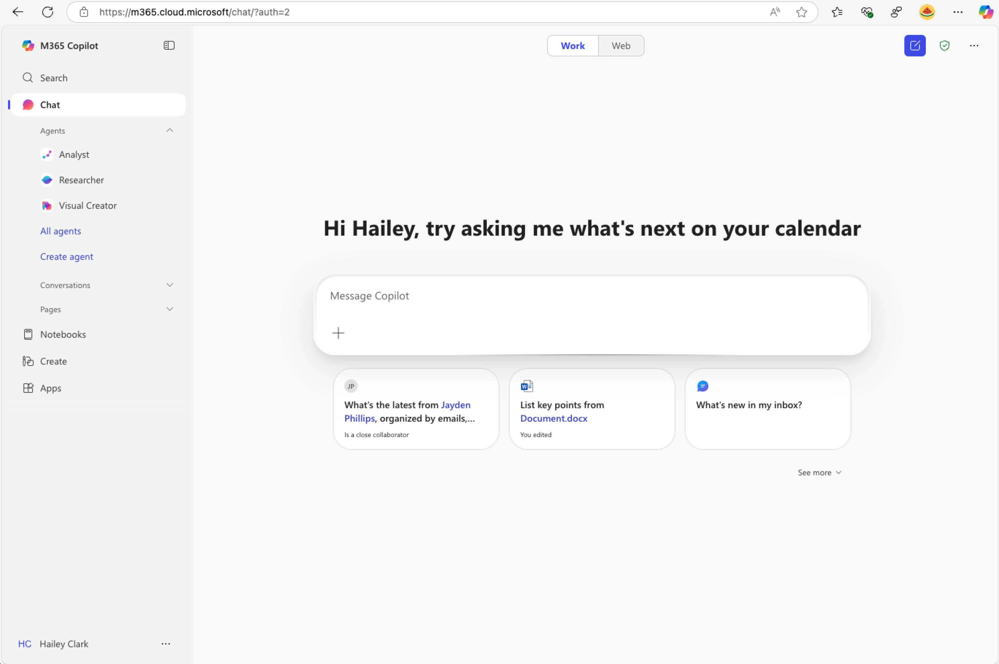 https://m365.cloud.microsoft/chat/?auth=2
M365 Copilot
Search
Chat
Agents
Analyst
Researcher
Visual Creator
All agents
Create agent
Conversations
Pages
Notebooks
Create
Apps
HC Hailey Clark
Work Web
Hi Hailey, try asking me what's next on your calendar
Message Copilot
JP
What's the latest from Jayden
Phillips, organized by emails,...
Is a close collaborator
W
List key points from
Document.docx
You edited
What's new in my inbox?
See more